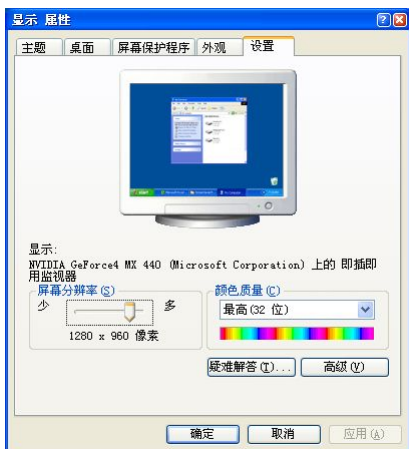 显示 属性
主题 桌面 屏幕保护程序 外观 设置
显示:
NVIDIA GeForce4 MX 440 (Microsoft Corporation) 上的 即插即
用监视器
屏幕分辨率(S) 颜色质量(C)
少 多 最高(32 位)
1280 x 960 像素
疑难解答(T)... 高级(V)
确定 取消 应用(A)